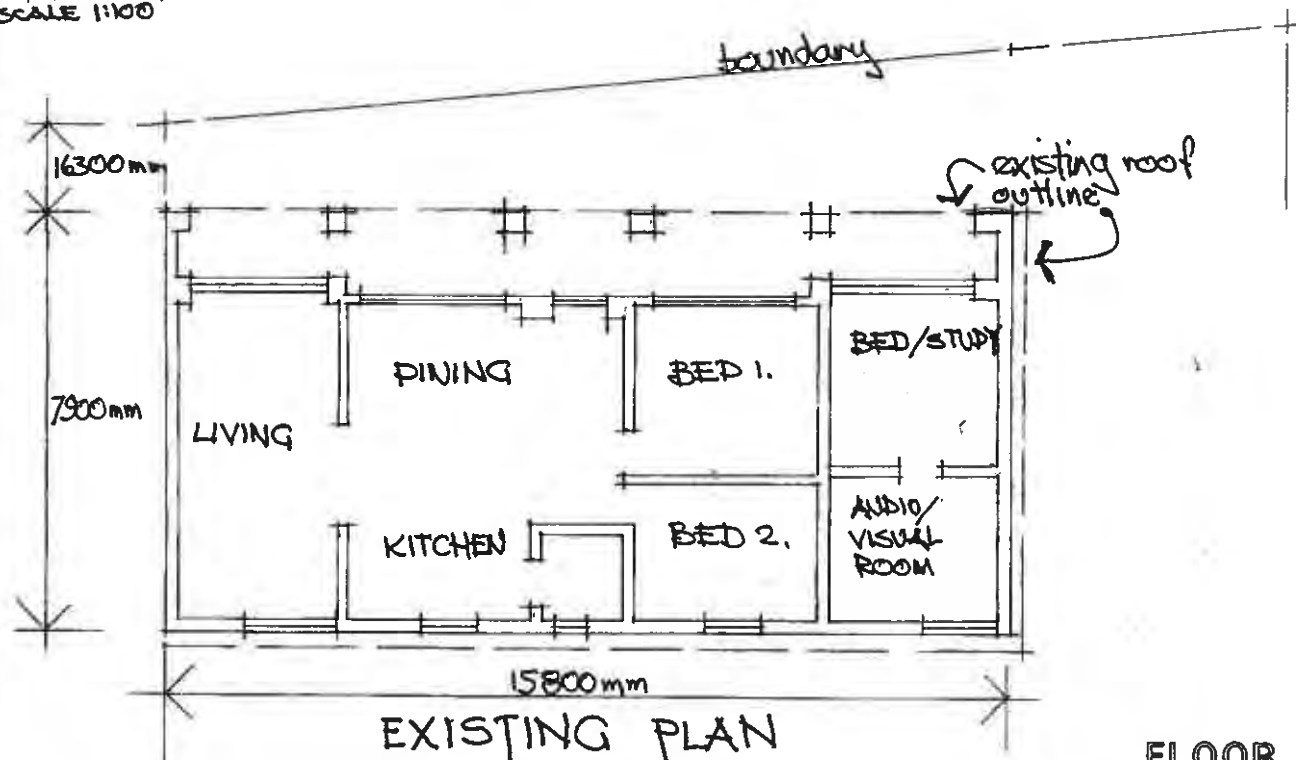 SCALE 1:100
boundary
16300mm
existing roof
outline
7900mm
LIVING
DINING
BED 1.
BED/STUDY
KITCHEN
BED 2.
AUDIO/
VISUAL
ROOM
15800mm
EXISTING PLAN
FLOOR